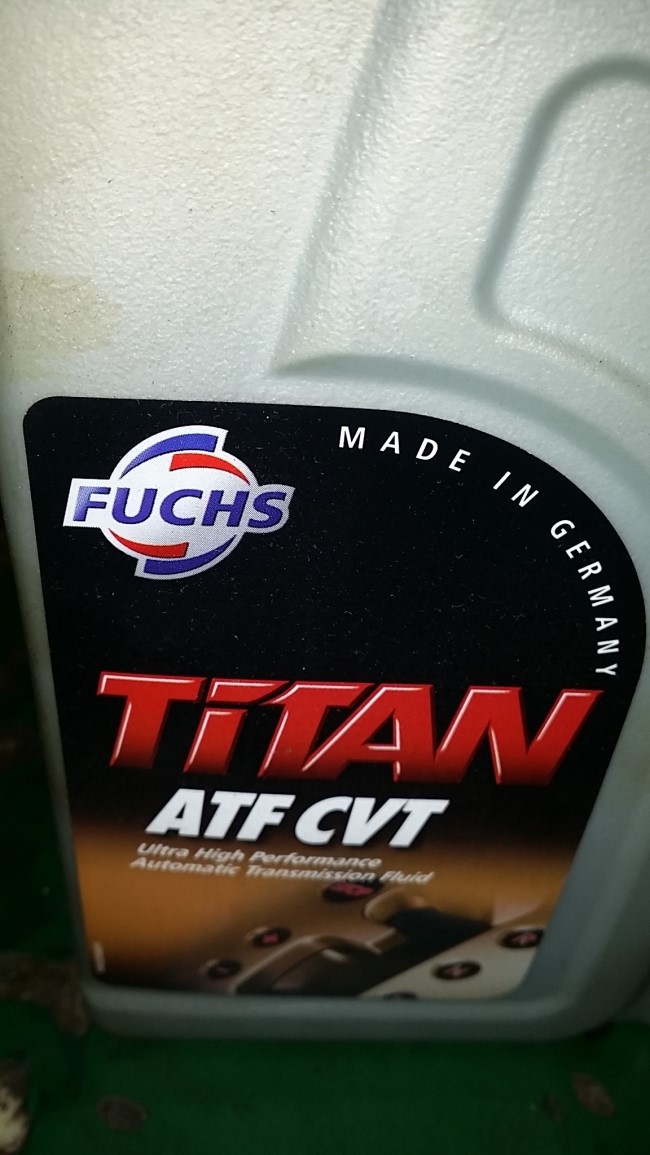 FUCHS
MADE IN GERMANY
TiTAN
ATF CVT
Ultra High Performance
Automatic Transmission Fluid